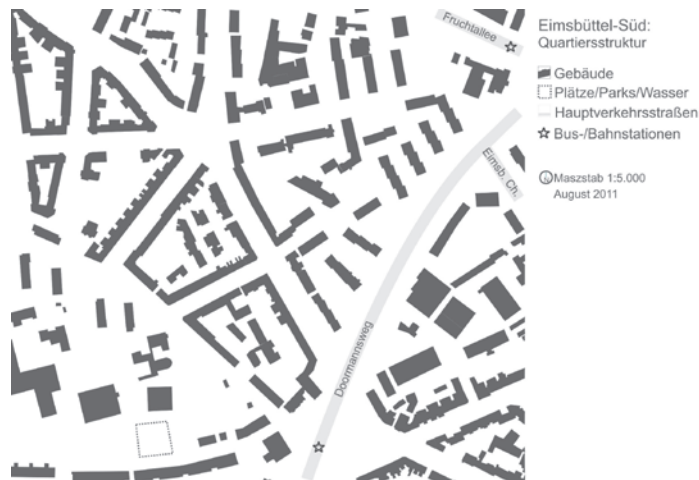 Fruchtallee
Eimsb. Ch.
Doormannsweg
Eimsbüttel-Süd:
Quartiersstruktur
Gebäude
Plätze/Parks/Wasser
Hauptverkehrsstraßen
Bus-/Bahnstationen
Maszstab 1:5.000
August 2011